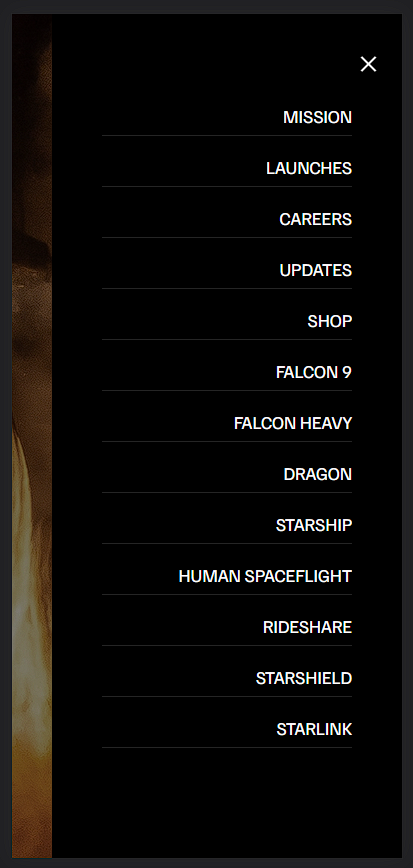 MISSION
LAUNCHES
CAREERS
UPDATES
SHOP
FALCON 9
FALCON HEAVY
DRAGON
STARSHIP
HUMAN SPACEFLIGHT
RIDESHARE
STARSHIELD
STARLINK